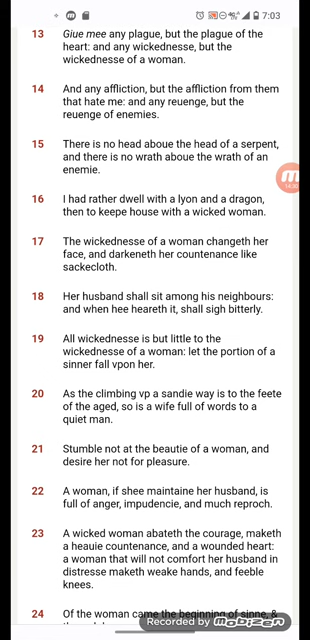 7:03
13 Giue mee any plague, but the plague of the
heart: and any wickednesse, but the
wickednesse of a woman.
14 And any affliction, but the affliction from them
that hate me: and any reuenge, but the
reuenge of enemies.
15 There is no head aboue the head of a serpent,
and there is no wrath aboue the wrath of an
enemie.
16 I had rather dwell with a lyon and a dragon,
then to keepe house with a wicked woman.
17 The wickednesse of a woman changeth her
face, and darkeneth her countenance like
sackecloth.
18 Her husband shall sit among his neighbours:
and when hee heareth it, shall sigh bitterly.
19 All wickednesse is but little to the
wickednesse of a woman: let the portion of a
sinner fall vpon her.
20 As the climbing vp a sandie way is to the feete
of the aged, so is a wife full of words to a
quiet man.
21 Stumble not at the beautie of a woman, and
desire her not for pleasure.
22 A woman, if shee maintaine her husband, is
full of anger, impudencie, and much reproch.
23 A wicked woman abateth the courage, maketh
a heauie countenance, and a wounded heart:
a woman that will not comfort her husband in
distresse maketh weake hands, and feeble
knees.
24 Of the woman came the beginning of sinne, &
Recorded by Mobizen